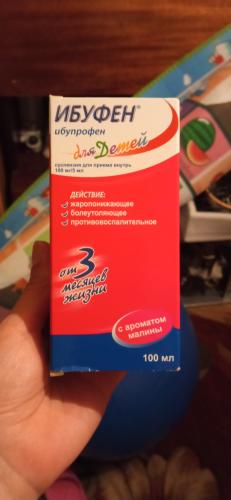 ИБУФЕН®
ибупрофен
для Детей
суспензия для приема внутрь
100 мг/5 мл
ДЕЙСТВИЕ:
жаропонижающее
болеутоляющее
противовоспалительное
от 3
месяцев
жизни
с ароматом
малины
100 мл